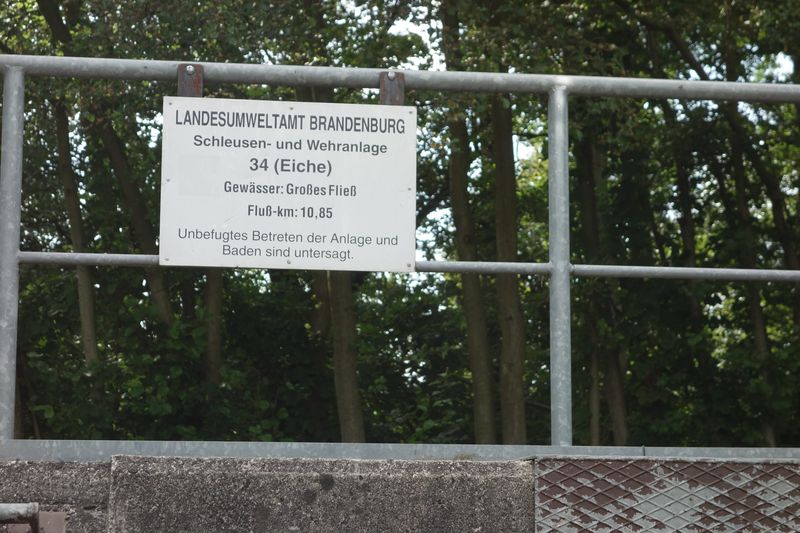 LANDESUMWELTAMT BRANDENBURG
Schleusen- und Wehranlage
34 (Eiche)
Gewässer: Großes Fließ
Fluß-km: 10,85
Unbefugtes Betreten der Anlage und
Baden sind untersagt.